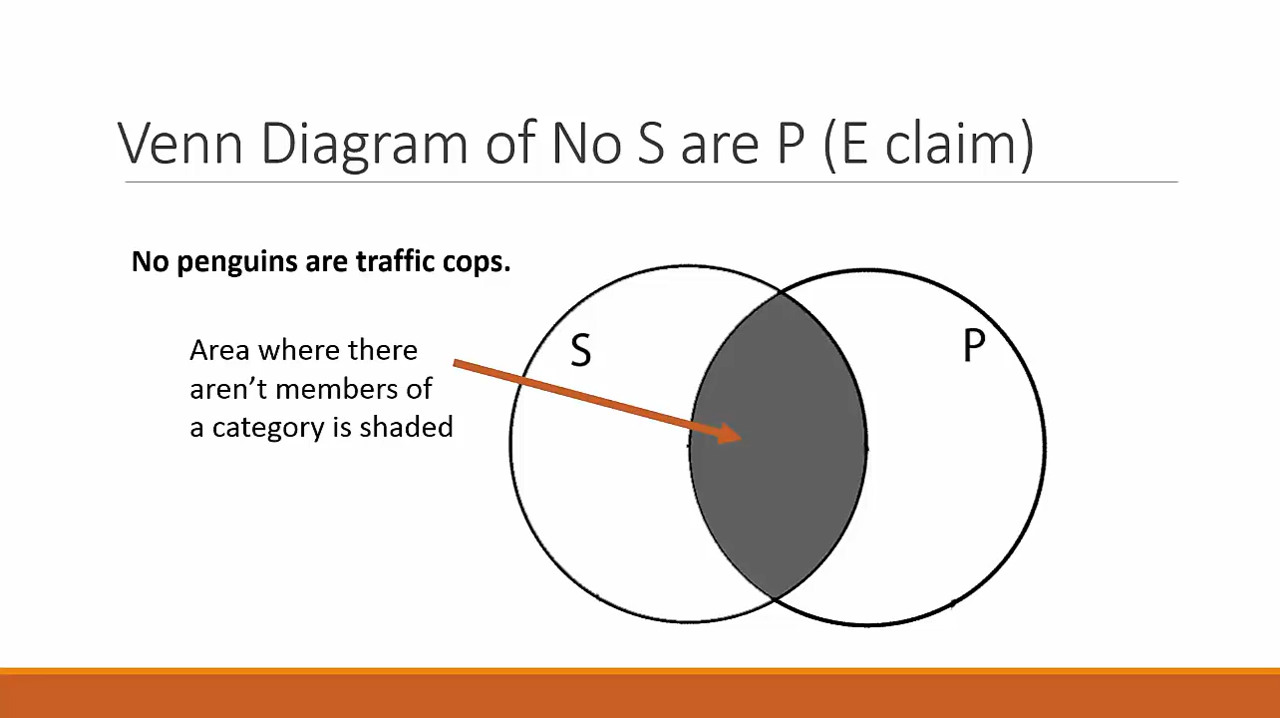 Venn Diagram of No S are P (E claim)
No penguins are traffic cops.
Area where there
aren’t members of
a category is shaded
S
P